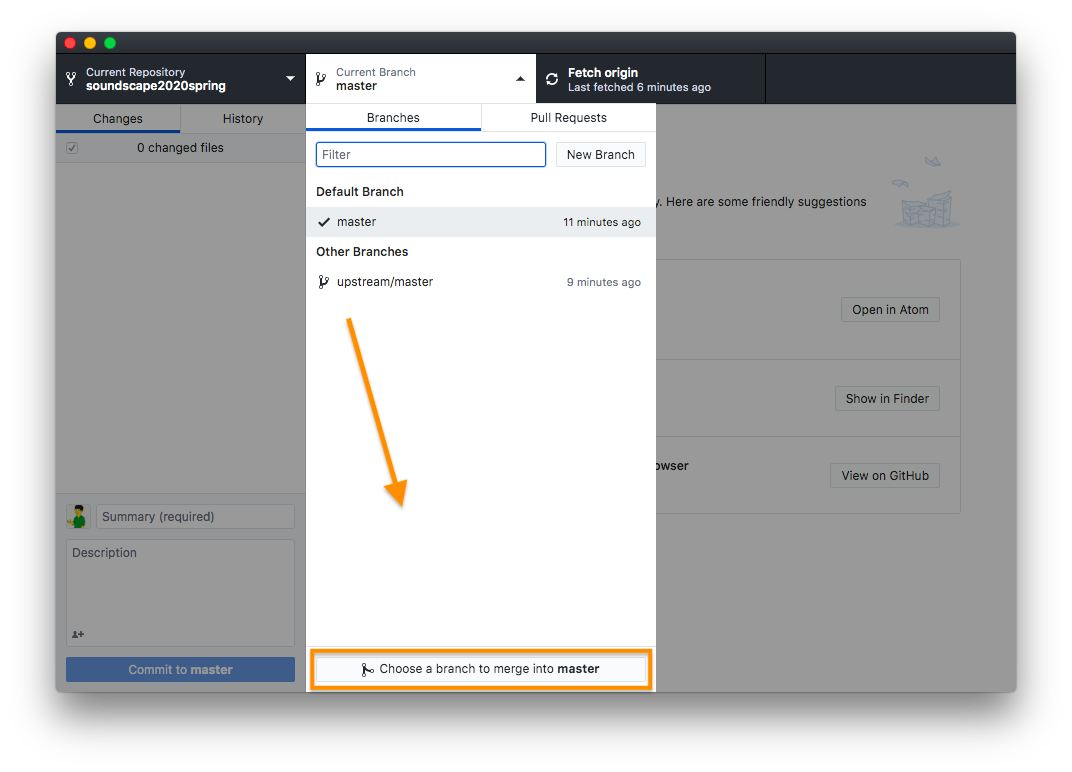 Current Repository
soundscape2020spring
Current Branch
master
Fetch origin
Last fetched 6 minutes ago
Changes
History
Branches
Pull Requests
0 changed files
Filter
New Branch
Default Branch
master
11 minutes ago
Other Branches
upstream/master
9 minutes ago
y. Here are some friendly suggestions
Open in Atom
Show in Finder
owser
View on GitHub
Summary (required)
Description
Commit to master
Choose a branch to merge into master